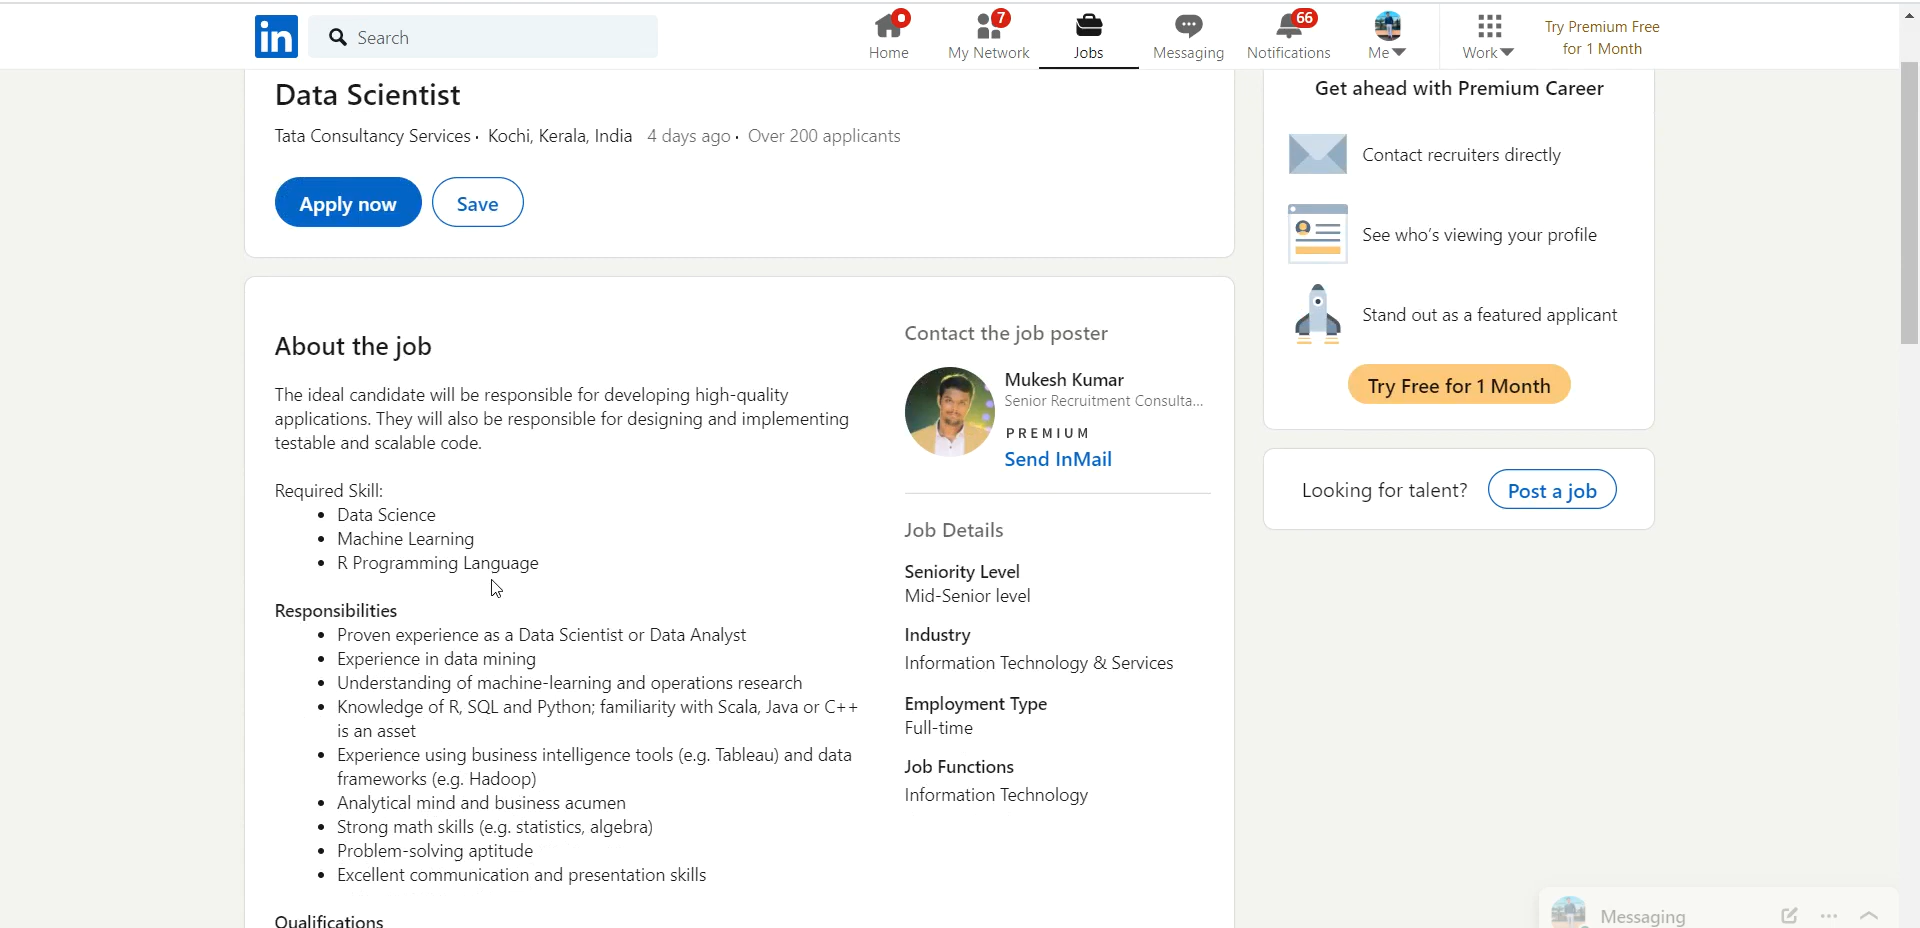 in
Search
Home
7
My Network
Jobs
Messaging
66
Notifications
Me
Work
Try Premium Free
for 1 Month
Data Scientist
Tata Consultancy Services · Kochi, Kerala, India 4 days ago · Over 200 applicants
Apply now
Save
About the job
The ideal candidate will be responsible for developing high-quality
applications. They will also be responsible for designing and implementing
testable and scalable code.
Required Skill:
• Data Science
• Machine Learning
• R Programming Language
Responsibilities
• Proven experience as a Data Scientist or Data Analyst
• Experience in data mining
• Understanding of machine-learning and operations research
• Knowledge of R, SQL and Python; familiarity with Scala, Java or C++
is an asset
• Experience using business intelligence tools (e.g. Tableau) and data
frameworks (e.g. Hadoop)
• Analytical mind and business acumen
• Strong math skills (e.g. statistics, algebra)
• Problem-solving aptitude
• Excellent communication and presentation skills
Qualifications
Contact the job poster
Mukesh Kumar
Senior Recruitment Consulta...
PREMIUM
Send InMail
Job Details
Seniority Level
Mid-Senior level
Industry
Information Technology & Services
Employment Type
Full-time
Job Functions
Information Technology
Get ahead with Premium Career
Contact recruiters directly
See who's viewing your profile
Stand out as a featured applicant
Try Free for 1 Month
Looking for talent?
Post a job
Messaging